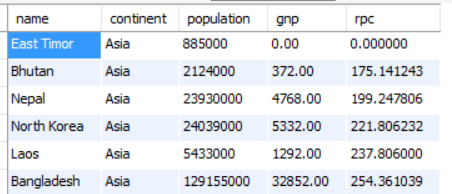 name continent population gnp rpc
East Timor Asia 885000 0.00 0.000000
Bhutan Asia 2124000 372.00 175.141243
Nepal Asia 23930000 4768.00 199.247806
North Korea Asia 24039000 5332.00 221.806232
Laos Asia 5433000 1292.00 237.806000
Bangladesh Asia 129155000 32852.00 254.361039